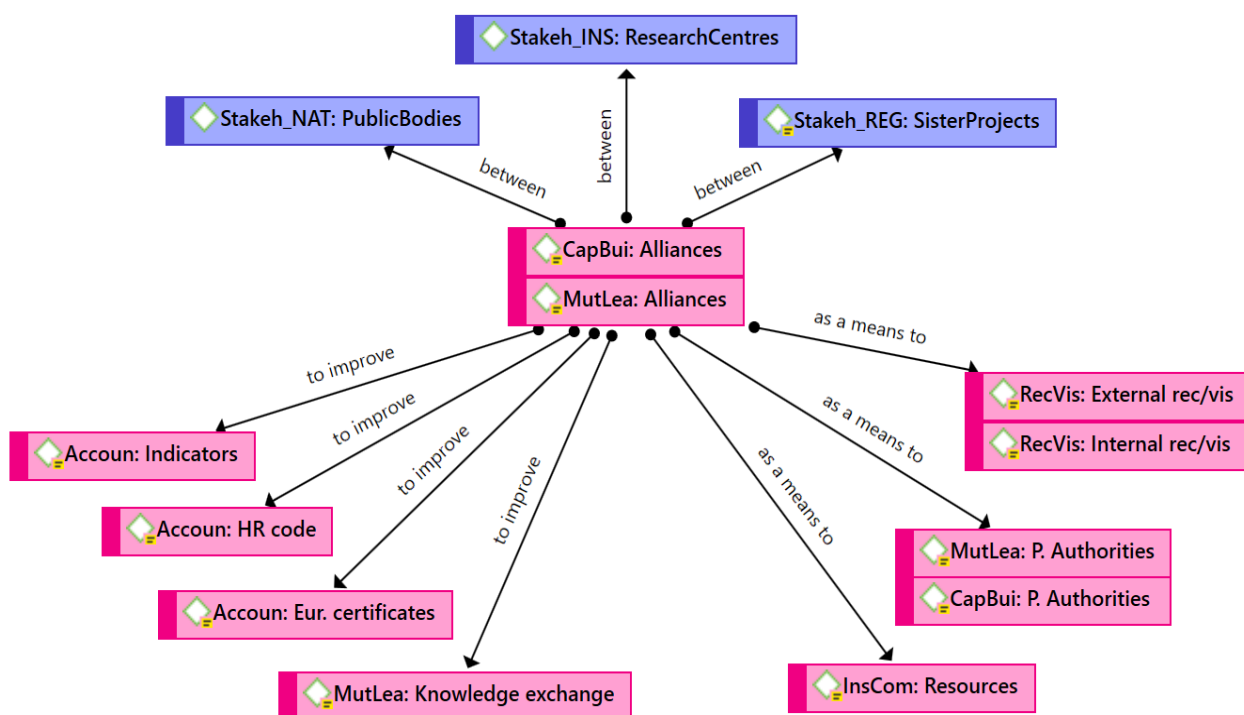 Stakeh_INS: ResearchCentres
Stakeh_NAT: PublicBodies
Stakeh_REG: SisterProjects
between
between
between
CapBui: Alliances
MutLea: Alliances
to improve
to improve
to improve
to improve
as a means to
as a means to
as a means to
RecVis: External rec/vis
RecVis: Internal rec/vis
Accoun: Indicators
Accoun: HR code
MutLea: P. Authorities
CapBui: P. Authorities
Accoun: Eur. certificates
MutLea: Knowledge exchange
InsCom: Resources